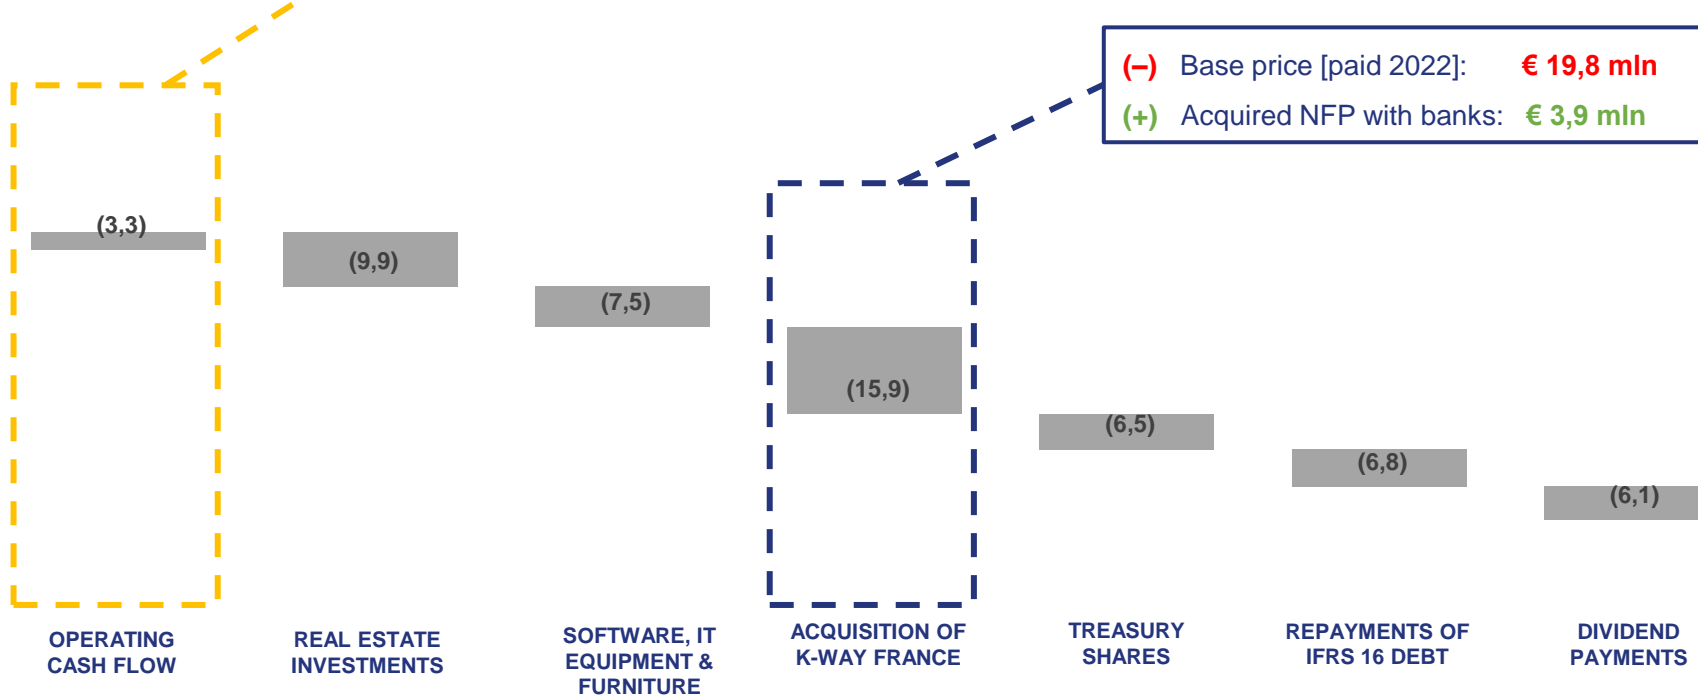 (–) Base price [paid 2022]: € 19,8 mln
(+) Acquired NFP with banks: € 3,9 mln
(3,3)
(9,9)
(7,5)
(15,9)
(6,5)
(6,8)
(6,1)
OPERATING
CASH FLOW
REAL ESTATE
INVESTMENTS
SOFTWARE, IT
EQUIPMENT &
FURNITURE
ACQUISITION OF
K-WAY FRANCE
TREASURY
SHARES
REPAYMENTS OF
IFRS 16 DEBT
DIVIDEND
PAYMENTS